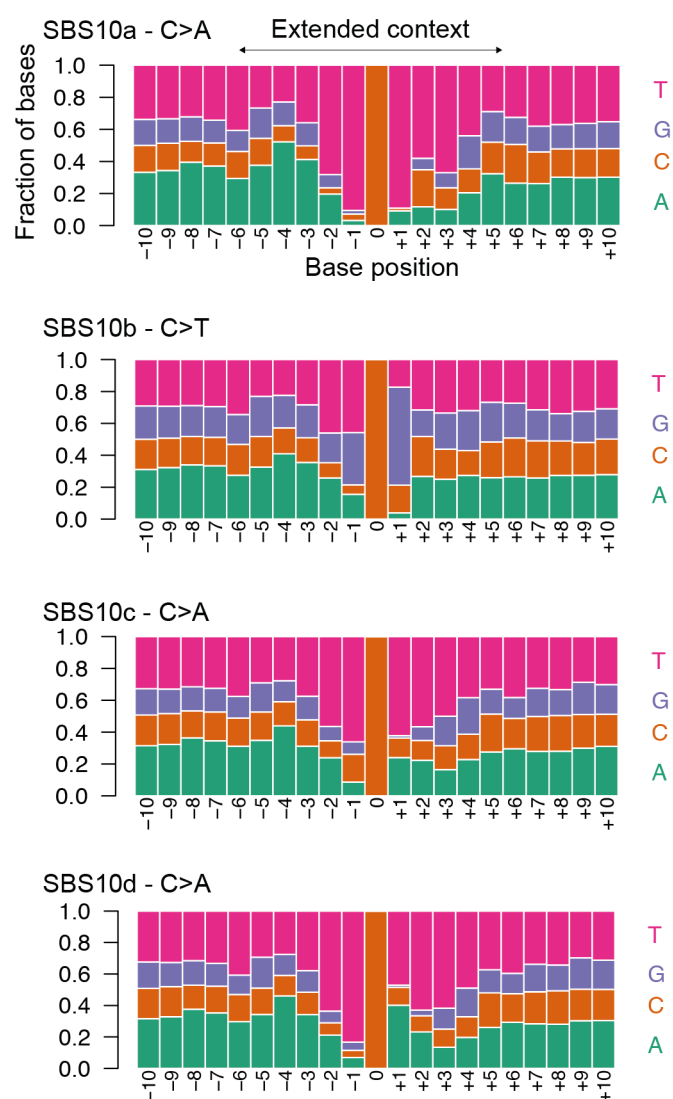 SBS10a - C>A
Extended context
Fraction of bases
1.0
0.8
0.6
0.4
0.2
0.0
T
G
C
A
−10 −9 −8 −7 −6 −5 −4 −3 −2 −1 0 +1 +2 +3 +4 +5 +6 +7 +8 +9 +10
Base position
SBS10b - C>T
1.0
0.8
0.6
0.4
0.2
0.0
T
G
C
A
−10 −9 −8 −7 −6 −5 −4 −3 −2 −1 0 +1 +2 +3 +4 +5 +6 +7 +8 +9 +10
SBS10c - C>A
1.0
0.8
0.6
0.4
0.2
0.0
T
G
C
A
−10 −9 −8 −7 −6 −5 −4 −3 −2 −1 0 +1 +2 +3 +4 +5 +6 +7 +8 +9 +10
SBS10d - C>A
1.0
0.8
0.6
0.4
0.2
0.0
T
G
C
A
−10 −9 −8 −7 −6 −5 −4 −3 −2 −1 0 +1 +2 +3 +4 +5 +6 +7 +8 +9 +10